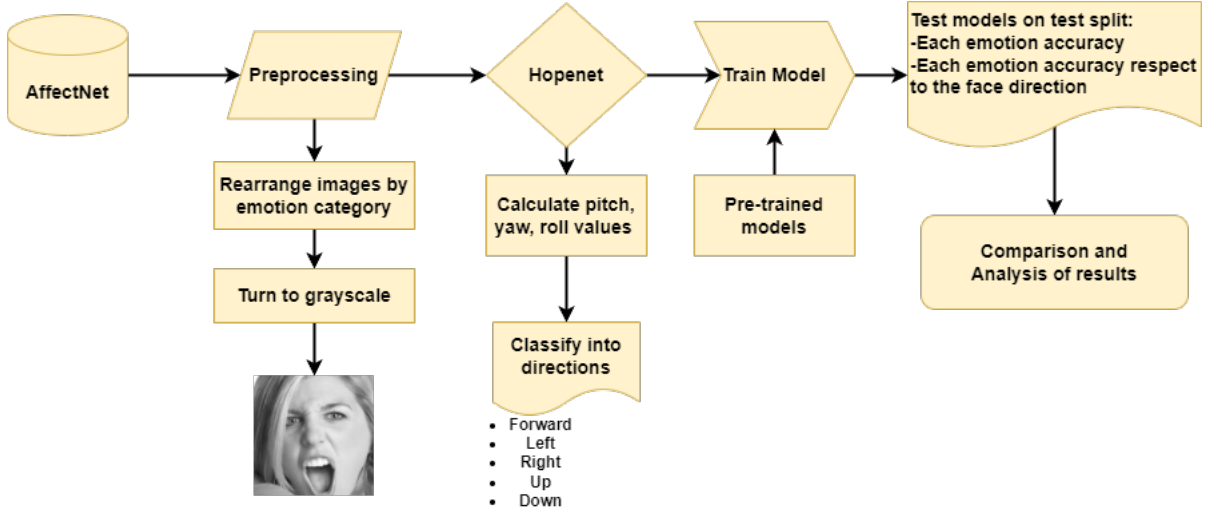 AffectNet
Preprocessing
Hopenet
Train Model
Test models on test split:
-Each emotion accuracy
-Each emotion accuracy respect
to the face direction
Rearrange images by
emotion category
Calculate pitch,
yaw, roll values
Pre-trained
models
Comparison and
Analysis of results
Turn to grayscale
Classify into
directions
• Forward
• Left
• Right
• Up
• Down